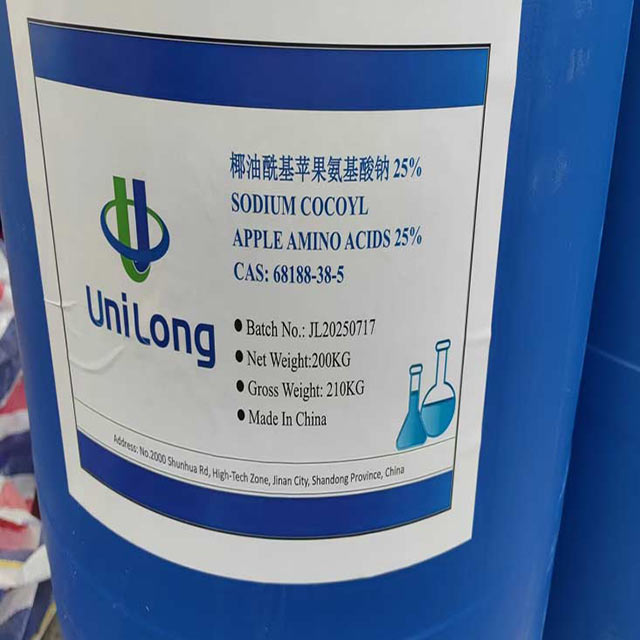 椰油酰基苹果氨基酸钠 25%
SODIUM COCOYL
APPLE AMINO ACIDS 25%
CAS: 68188-38-5
UniLong
Batch No.: JL20250717
Net Weight:200KG
Gross Weight: 210KG
Made In China
Address: No.2000 Shunhua Rd, High-Tech Zone, Jinan City, Shandong Province, China